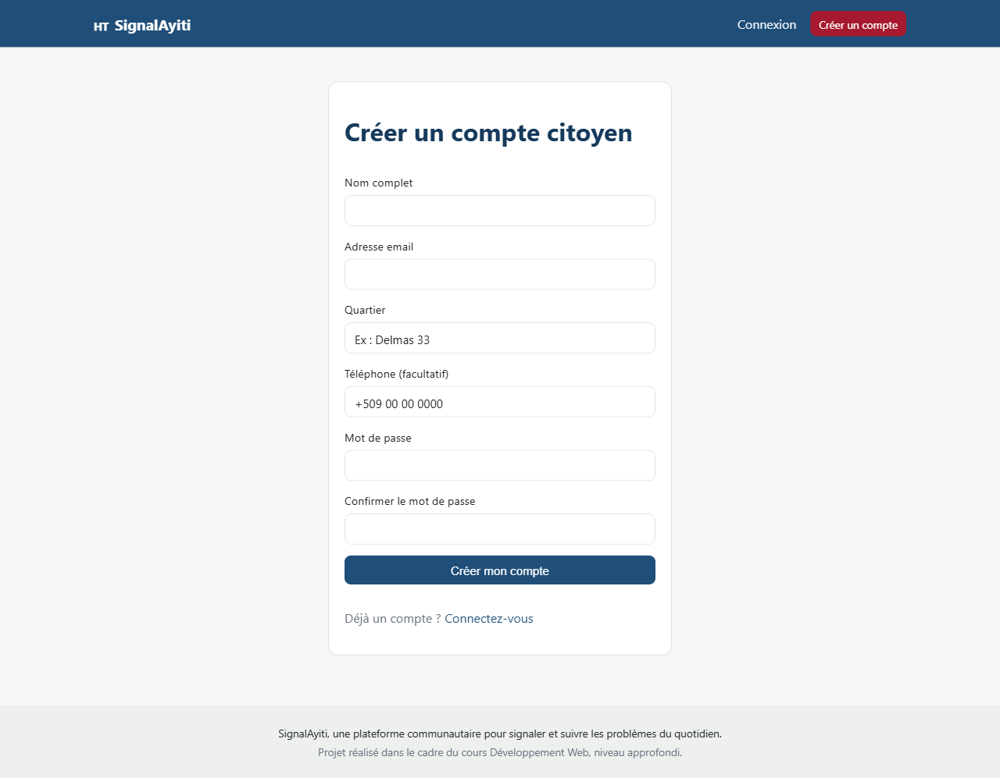 HT SignalAyiti
Connexion
Créer un compte
Créer un compte citoyen
Nom complet
Adresse email
Quartier
Ex : Delmas 33
Téléphone (facultatif)
+509 00 00 0000
Mot de passe
Confirmer le mot de passe
Créer mon compte
Déjà un compte ? Connectez-vous
SignalAyiti, une plateforme communautaire pour signaler et suivre les problèmes du quotidien.
Projet réalisé dans le cadre du cours Développement Web, niveau approfondi.